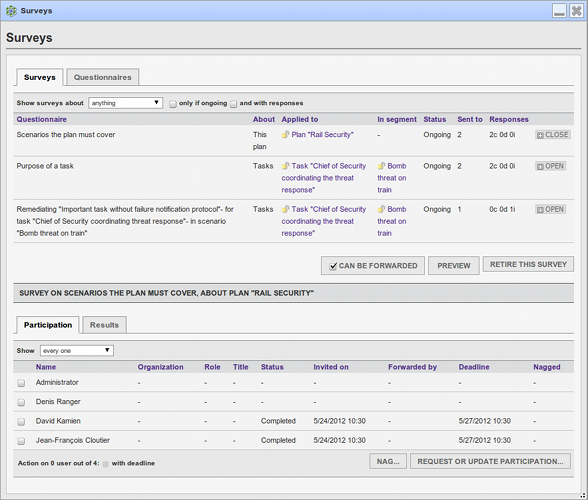 Surveys
Surveys
Surveys Questionnaires
Show surveys about anything only if ongoing and with responses
Questionnaire About Applied to In segment Status Sent to Responses
Scenarios the plan must cover This plan Plan "Rail Security" - Ongoing 2 2c 0d 0i CLOSE
Purpose of a task Tasks Task "Chief of Security Bomb Ongoing 2 2c 0d 0i OPEN
coordinating the threat threat on
response" train
Remediating "Important task without failure notification protocol"- for Tasks Task "Chief of Security Bomb Ongoing 1 0c 0d 1i OPEN
task "Chief of Security coordinating threat response"- in scenario coordinating the threat threat on
"Bomb threat on train" response" train
CAN BE FORWARDED PREVIEW RETIRE THIS SURVEY
SURVEY ON SCENARIOS THE PLAN MUST COVER, ABOUT PLAN "RAIL SECURITY"
Participation Results
Show every one
Name Organization Role Title Status Invited on Forwarded by Deadline Nagged
Administrator - - - - - - - -
Denis Ranger - - - - - - - -
David Kamien - - - Completed 5/24/2012 10:30 - 5/27/2012 10:30 -
Jean-François Cloutier - - - Completed 5/24/2012 10:30 - 5/27/2012 10:30 -
Action on 0 user out of 4: with deadline NAG... REQUEST OR UPDATE PARTICIPATION...